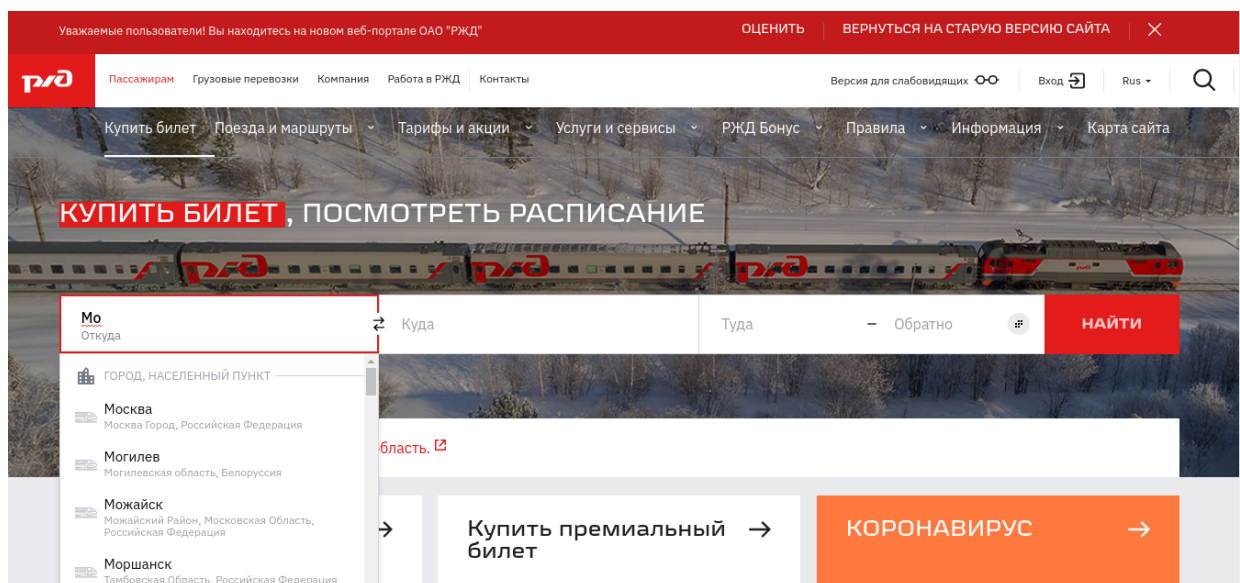 Уважаемые пользователи! Вы находитесь на новом веб-портале ОАО "РЖД"
ОЦЕНИТЬ
ВЕРНУТЬСЯ НА СТАРУЮ ВЕРСИЮ САЙТА
РЖД
Пассажирам
Грузовые перевозки
Компания
Работа в РЖД
Контакты
Версия для слабовидящих
Вход
Rus
Купить билет
Поезда и маршруты
Тарифы и акции
Услуги и сервисы
РЖД Бонус
Правила
Информация
Карта сайта
КУПИТЬ БИЛЕТ, ПОСМОТРЕТЬ РАСПИСАНИЕ
РЖД РЖД РЖД РЖД
Мо
Откуда
Куда
Туда
–
Обратно
НАЙТИ
ГОРОД, НАСЕЛЕННЫЙ ПУНКТ
Москва
Москва Город, Российская Федерация
Могилев
Могилевская область, Белоруссия
Можайск
Можайский Район, Московская Область,
Российская Федерация
Моршанск
Тамбовская Область, Российская Федерация
бласть.
Купить премиальный
билет
КОРОНАВИРУС